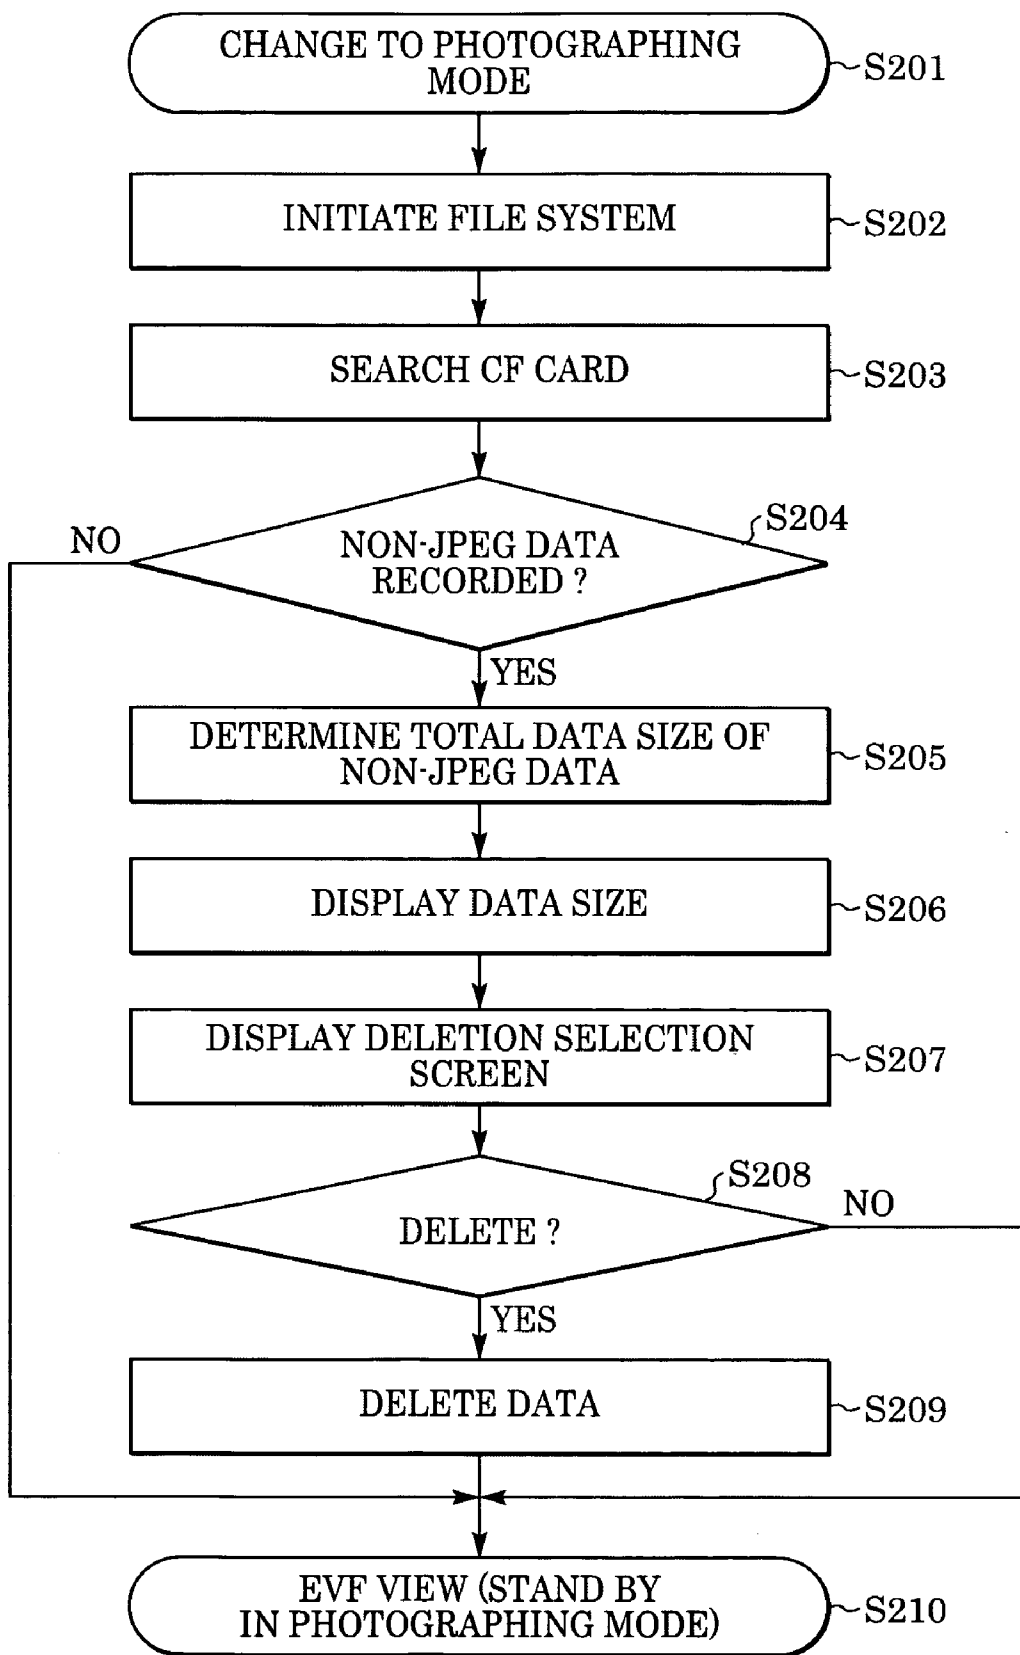 CHANGE TO PHOTOGRAPHING
MODE
S201
INITIATE FILE SYSTEM
S202
SEARCH CF CARD
S203
S204
NO
NON-JPEG DATA
RECORDED ?
YES
DETERMINE TOTAL DATA SIZE OF
NON-JPEG DATA
S205
DISPLAY DATA SIZE
S206
DISPLAY DELETION SELECTION
SCREEN
S207
S208
NO
DELETE ?
YES
DELETE DATA
S209
EVF VIEW (STAND BY
IN PHOTOGRAPHING MODE)
S210